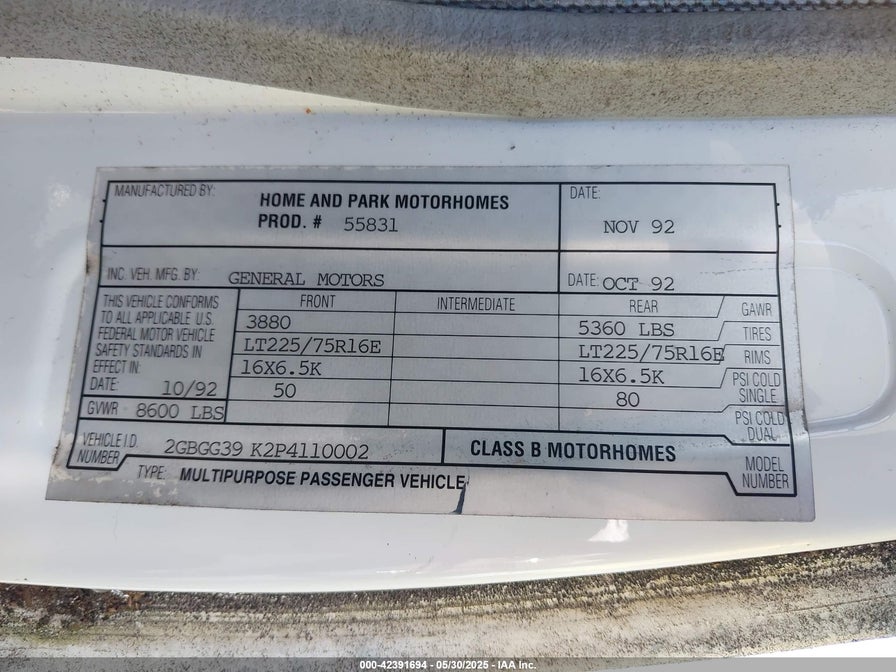 MANUFACTURED BY:
HOME AND PARK MOTORHOMES
PROD. # 55831
DATE:
NOV 92
INC. VEH. MFG. BY: GENERAL MOTORS
DATE: OCT 92
THIS VEHICLE CONFORMS
TO ALL APPLICABLE U.S.
FEDERAL MOTOR VEHICLE
SAFETY STANDARDS IN
EFFECT IN:
DATE: 10/92
GVWR 8600 LBS
FRONT INTERMEDIATE REAR GAWR
3880 5360 LBS TIRES
LT225/75R16E LT225/75R16E RIMS
16X6.5K 16X6.5K PSI COLD
SINGLE
50 80 PSI COLD
DUAL
VEHICLE I.D.
NUMBER 2GBGG39 K2P4110002
CLASS B MOTORHOMES
MODEL
NUMBER
TYPE: MULTIPURPOSE PASSENGER VEHICLE
000-42391694 — 05/30/2025 - IAA Inc.